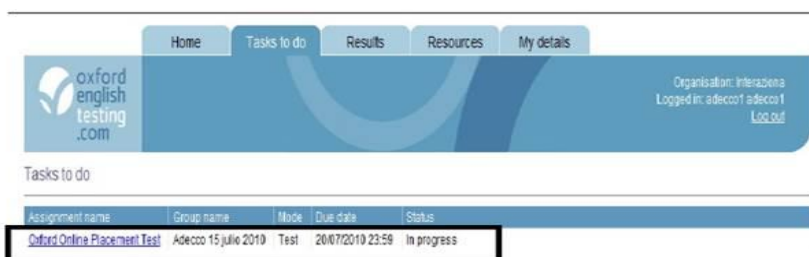 Home Tasks to do Results Resources My details
oxford
english
testing
.com
Organisation: Interaziona
Logged in: adecco1 adecco1
Log out
Tasks to do
Assignment name Group name Mode Due date Status
Oxford Online Placement Test Adecco 15 julio 2010 Test 20/07/2010 23:59 In progress